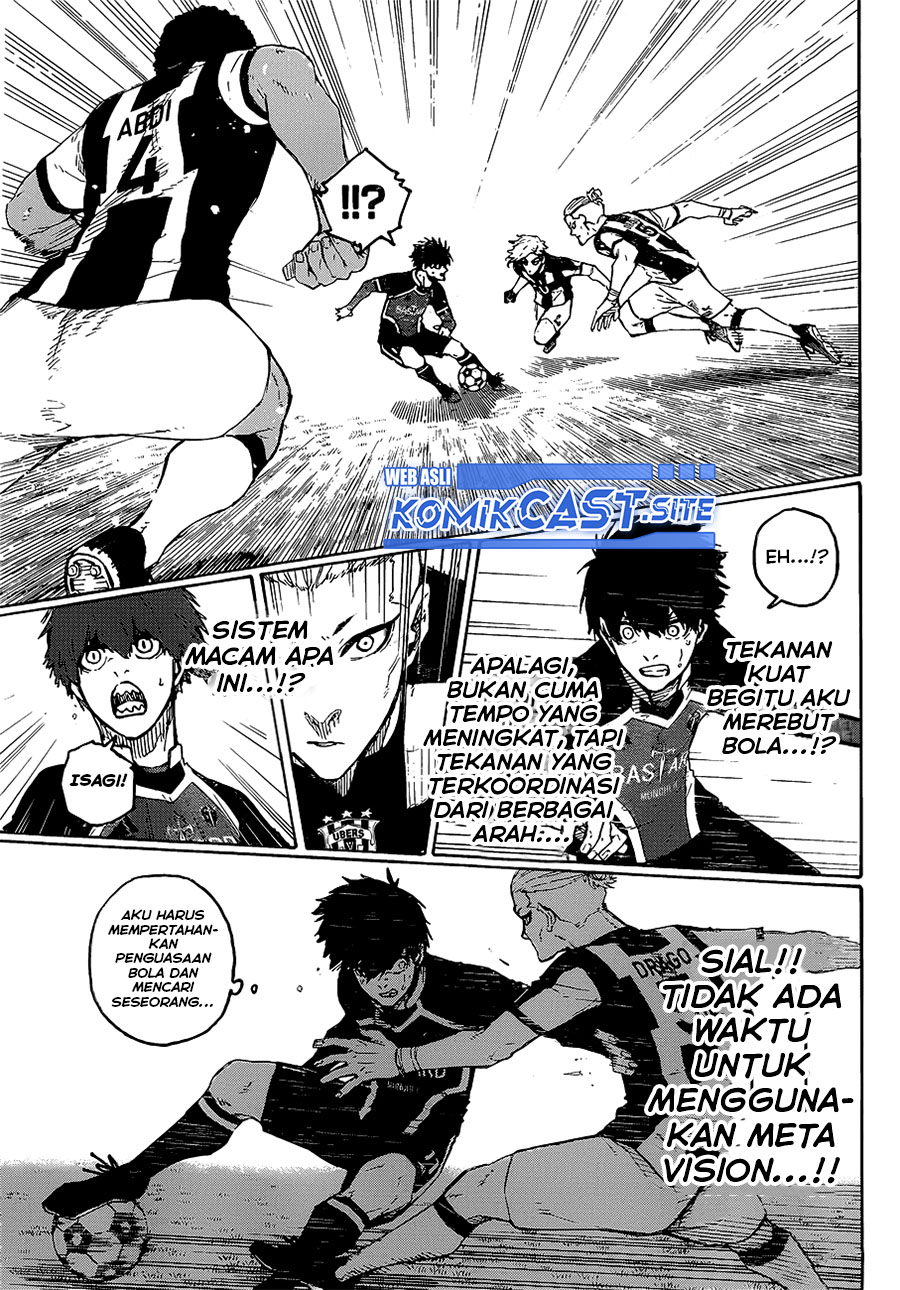 ABDI
4
!!?
WEB ASLI
KOMIKCAST.SITE
EH...!?
TEKANAN
KUAT
BEGITU AKU
MEREBUT
BOLA...!?
APALAGI,
BUKAN CUMA
TEMPO YANG
MENINGKAT, TAPI
TEKANAN YANG
TERKOORDINASI
DARI BERBAGAI
ARAH...!
BASTARD
UBERS
SISTEM
MACAM APA
INI...!?
ISAGI!
DRAGO
SIAL!!
TIDAK ADA
WAKTU
UNTUK
MENGGUNA-
KAN META
VISION...!!
AKU HARUS
MEMPERTAHAN-
KAN
PENGUASAAN
BOLA DAN
MENCARI
SESEORANG...